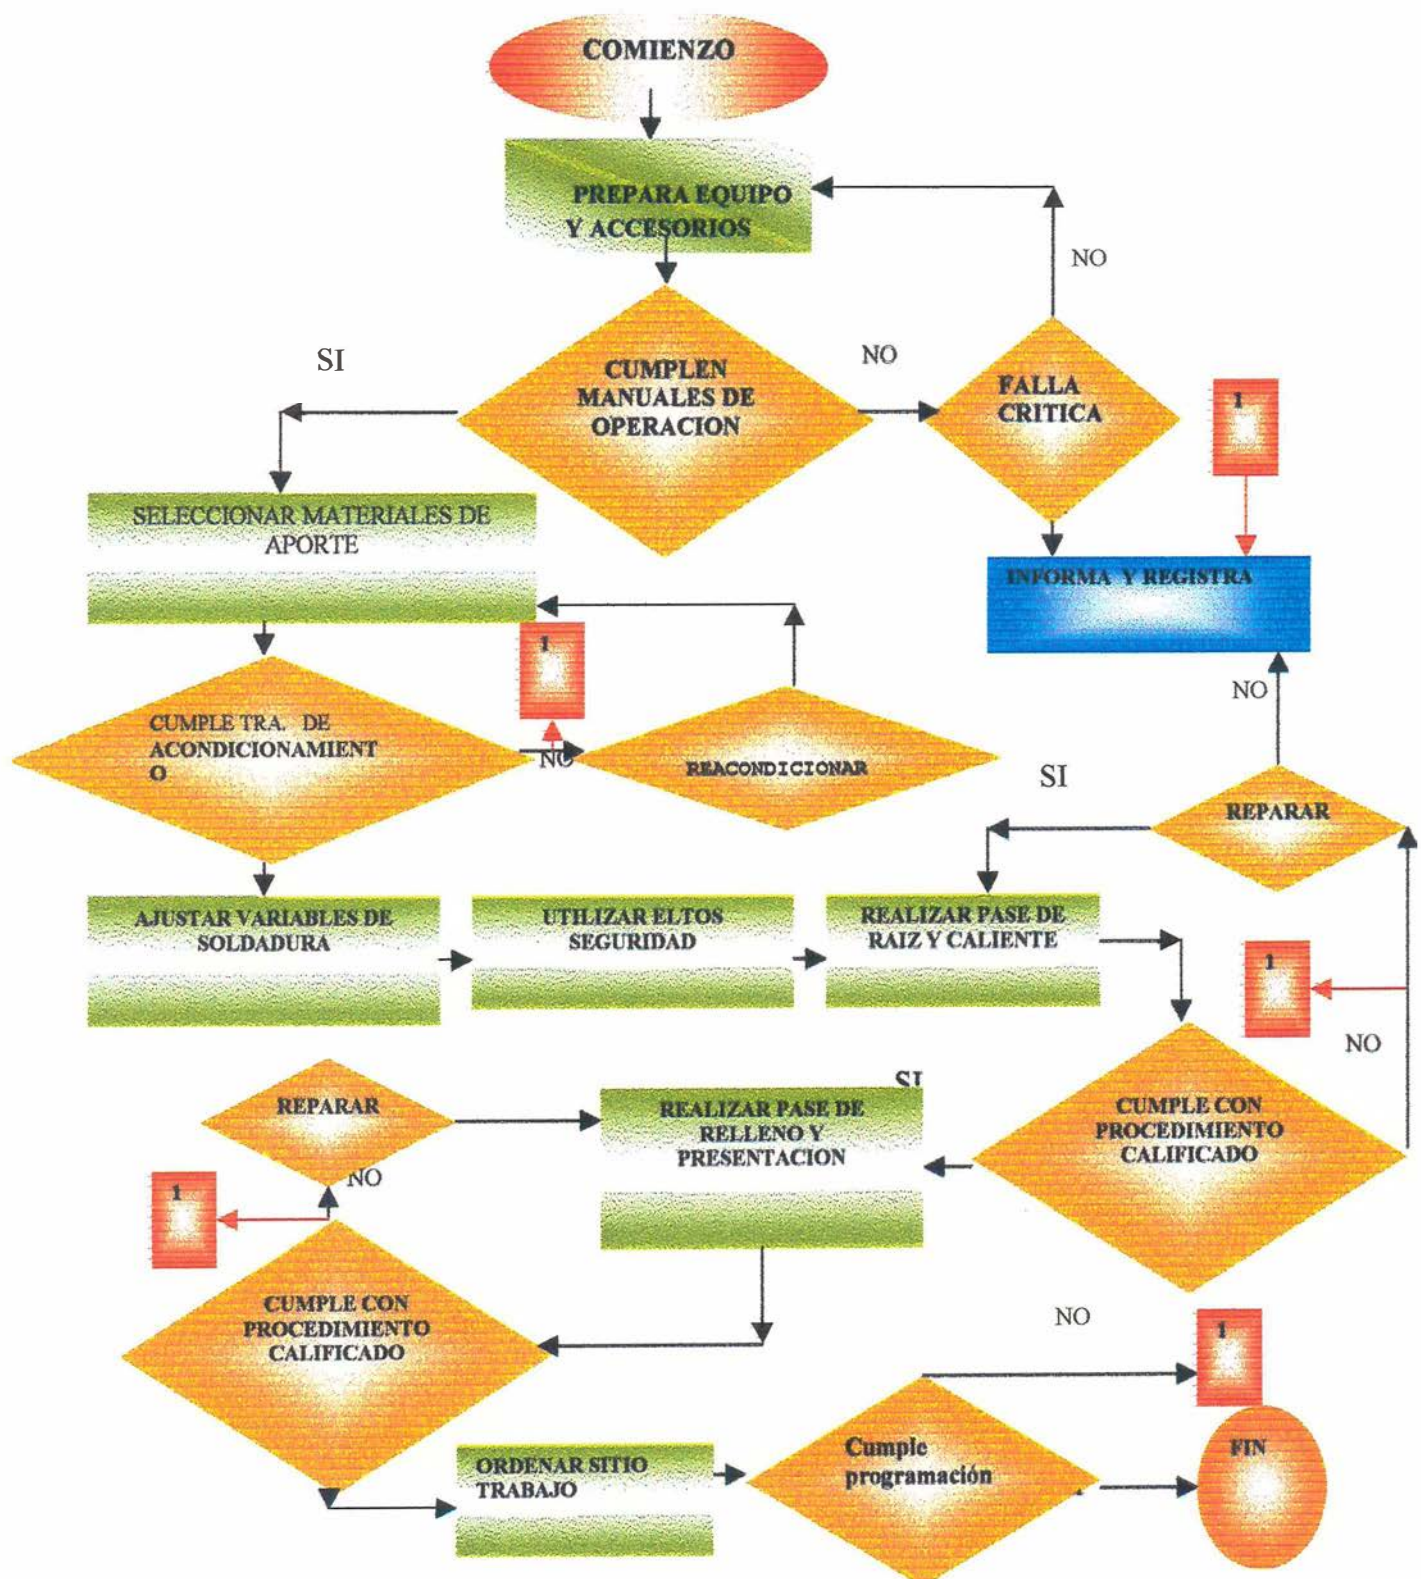 COMIENZO
PREPARA EQUIPO
Y ACCESORIOS
NO
SI
CUMPLEN
MANUALES DE
OPERACION
NO
FALLA
CRITICA
1
SELECCIONAR MATERIALES DE
APORTE
INFORMA Y REGISTRA
1
NO
CUMPLE TRA. DE
ACONDICIONAMIENT
O
NO
REACONDICIONAR
SI
REPARAR
AJUSTAR VARIABLES DE
SOLDADURA
UTILIZAR ELTOS
SEGURIDAD
REALIZAR PASE DE
RAIZ Y CALIENTE
1
NO
REPARAR
SI
REALIZAR PASE DE
RELLENO Y
PRESENTACION
CUMPLE CON
PROCEDIMIENTO
CALIFICADO
NO
1
CUMPLE CON
PROCEDIMIENTO
CALIFICADO
NO
1
ORDENAR SITIO
TRABAJO
Cumple
programación
FIN